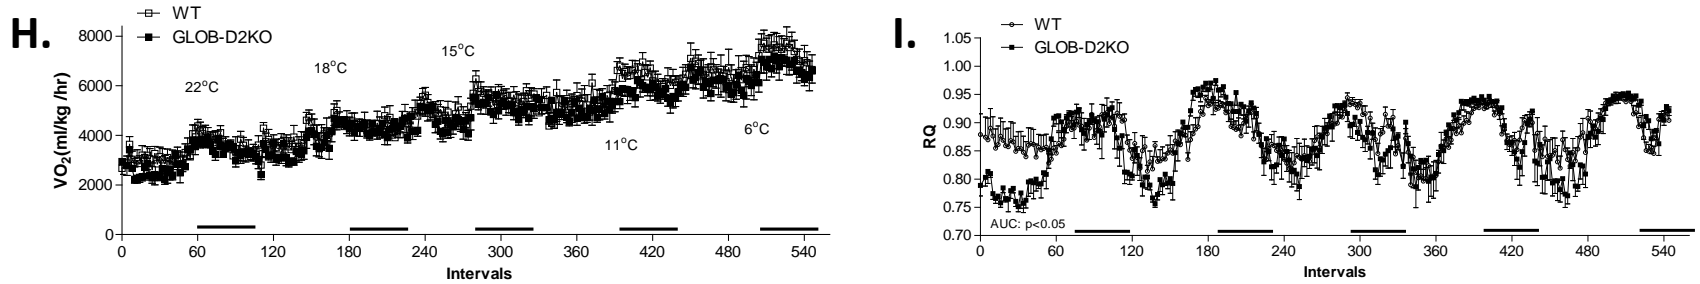 H.
WT
GLOB-D2KO
8000
6000
4000
2000
0
VO2(ml/kg /hr)
22°C
18°C
15°C
11°C
6°C
0 60 120 180 240 300 360 420 480 540
Intervals
I.
WT
GLOB-D2KO
1.05
1.00
0.95
0.90
0.85
0.80
0.75
0.70
RQ
AUC: p<0.05
0 60 120 180 240 300 360 420 480 540
Intervals